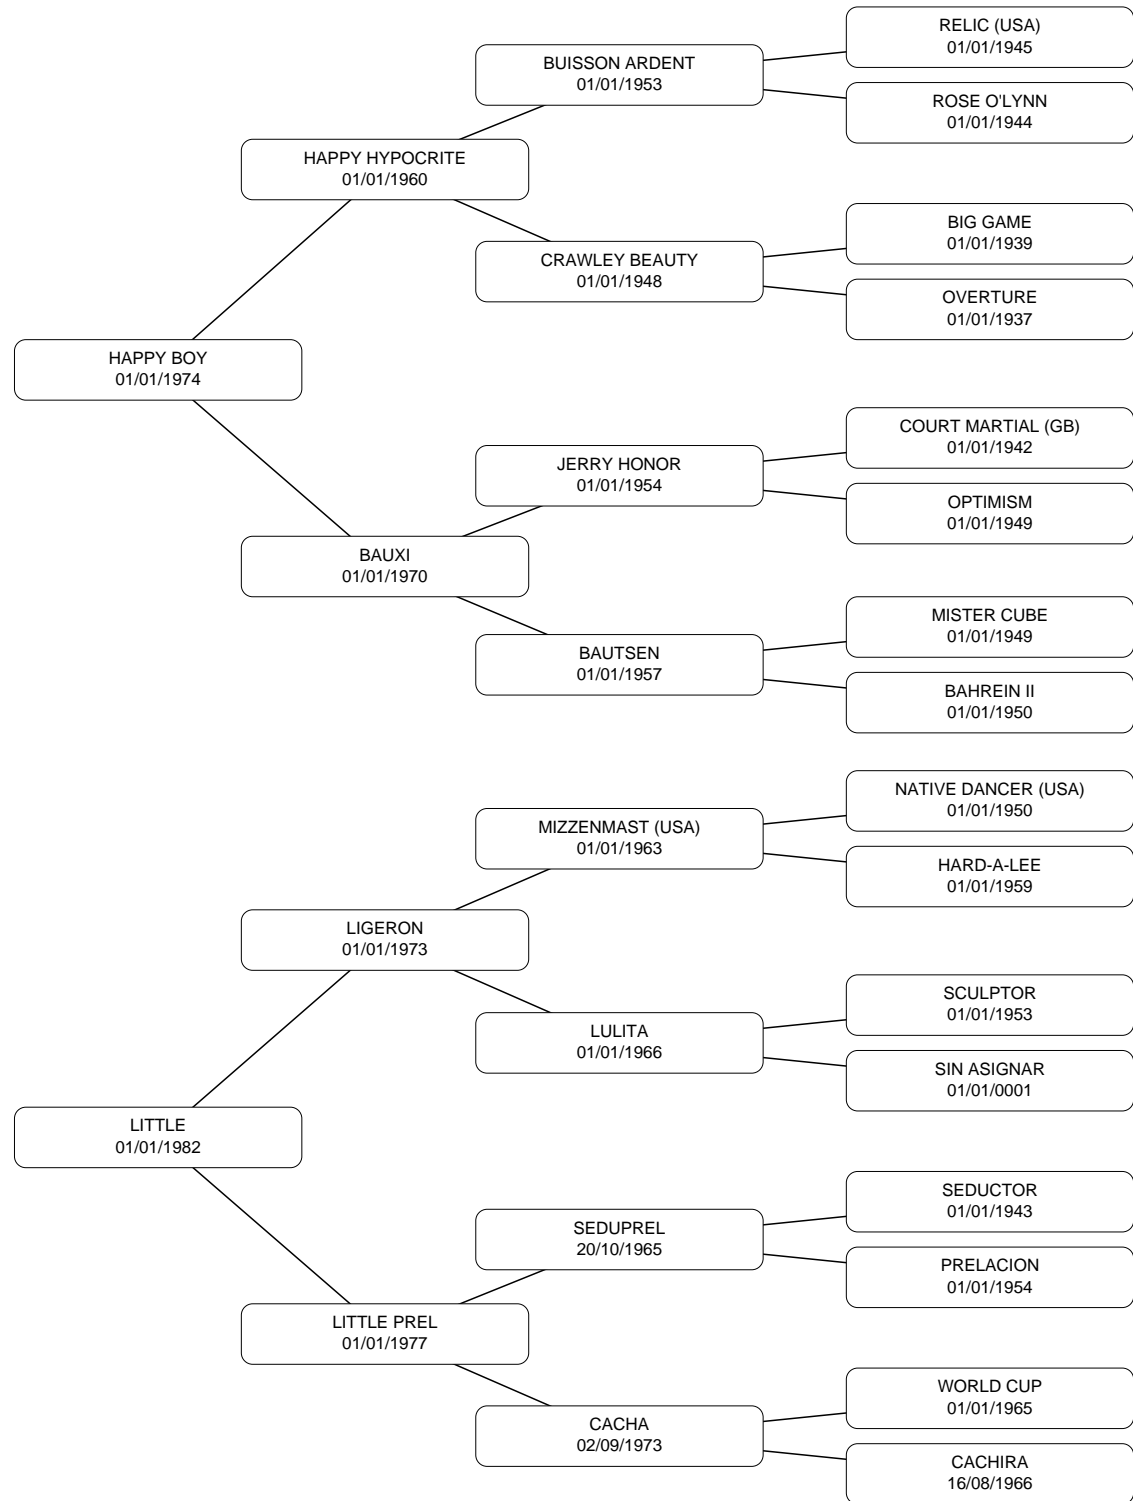 RELIC (USA)
01/01/1945
BUISSON ARDENT
01/01/1953
ROSE O'LYNN
01/01/1944
HAPPY HYPOCRITE
01/01/1960
BIG GAME
01/01/1939
CRAWLEY BEAUTY
01/01/1948
OVERTURE
01/01/1937
HAPPY BOY
01/01/1974
COURT MARTIAL (GB)
01/01/1942
JERRY HONOR
01/01/1954
OPTIMISM
01/01/1949
BAUXI
01/01/1970
MISTER CUBE
01/01/1949
BAUTSEN
01/01/1957
BAHREIN II
01/01/1950
NATIVE DANCER (USA)
01/01/1950
MIZZENMAST (USA)
01/01/1963
HARD-A-LEE
01/01/1959
LIGERON
01/01/1973
SCULPTOR
01/01/1953
LULITA
01/01/1966
SIN ASIGNAR
01/01/0001
LITTLE
01/01/1982
SEDUCTOR
01/01/1943
SEDUPREL
20/10/1965
PRELACION
01/01/1954
LITTLE PREL
01/01/1977
WORLD CUP
01/01/1965
CACHA
02/09/1973
CACHIRA
16/08/1966